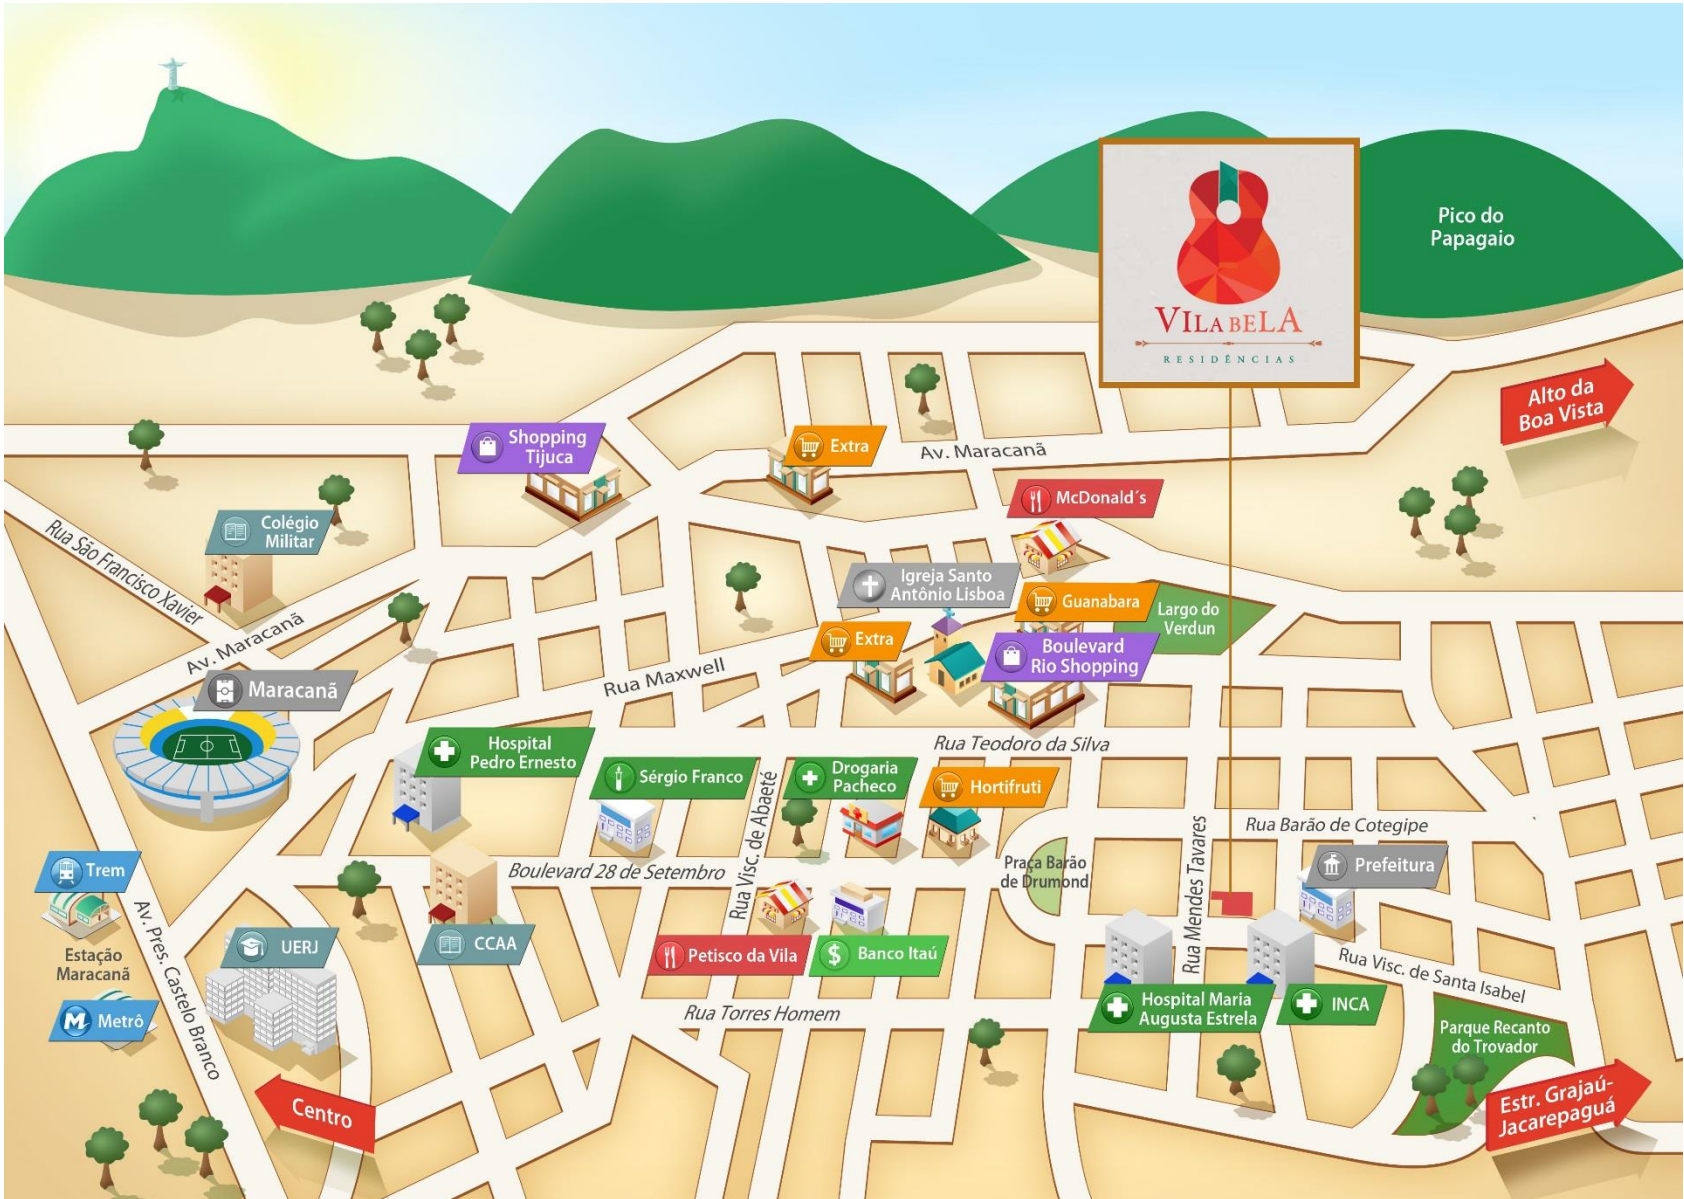 Pico do
Papagaio
VILA BELA
RESIDÊNCIAS
Alto da
Boa Vista
Shopping
Tijuca
Extra
Av. Maracanã
McDonald´s
Colégio
Militar
Rua São Francisco Xavier
Av. Maracanã
Igreja Santo
Antônio Lisboa
Guanabara
Largo do
Verdun
Extra
Boulevard
Rio Shopping
Rua Maxwell
Maracanã
Rua Teodoro da Silva
Hospital
Pedro Ernesto
Sérgio Franco
Rua Visc. de Abaeté
Drogaria
Pacheco
Hortifruti
Rua Barão de Cotegipe
Rua Mendes Tavares
Praça Barão
de Drumond
Prefeitura
Boulevard 28 de Setembro
Trem
Estação
Maracanã
Metrô
Av. Pres. Castelo Branco
UERJ
CCAA
Petisco da Vila
$
Banco Itaú
Rua Visc. de Santa Isabel
Rua Torres Homem
Hospital Maria
Augusta Estrela
INCA
Parque Recanto
do Trovador
Centro
Estr. Grajaú-
Jacarepaguá